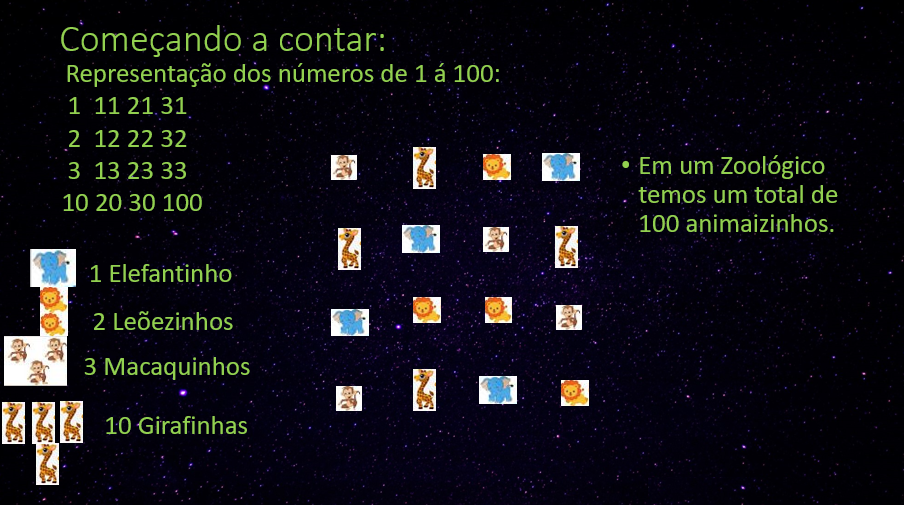 Começando a contar:
Representação dos números de 1 á 100:
1 11 21 31
2 12 22 32
3 13 23 33
10 20 30 100
1 Elefantinho
2 Leõezinhos
3 Macaquinhos
10 Girafinhas
• Em um Zoológico
temos um total de
100 animaizinhos.